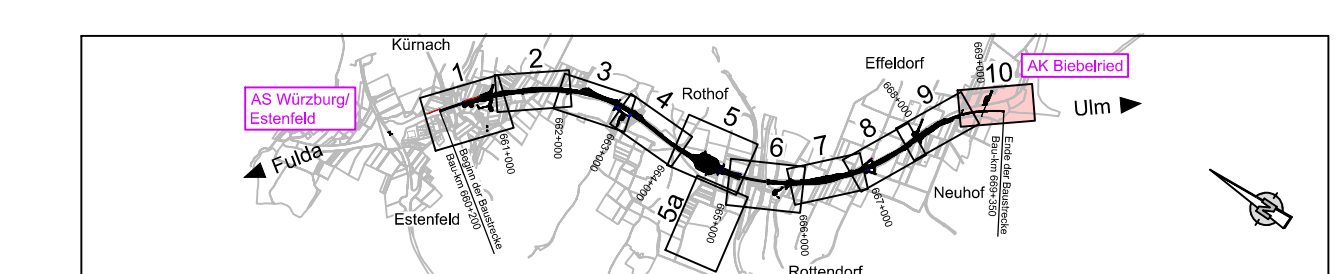 Kürnach
AS Würzburg/
Estenfeld
Fulda
Estenfeld
Beginn der Baustrecke
Bau-km 660+200
1
661+000
2
662+000
3
663+000
4
664+000
Rothof
5
5a
665+000
6
666+000
Rottendorf
7
8
667+000
Effeldorf
668+000
9
Neuhof
669+000
10
AK Biebelried
Ulm
Ende der Baustrecke
Bau-km 669+350
N